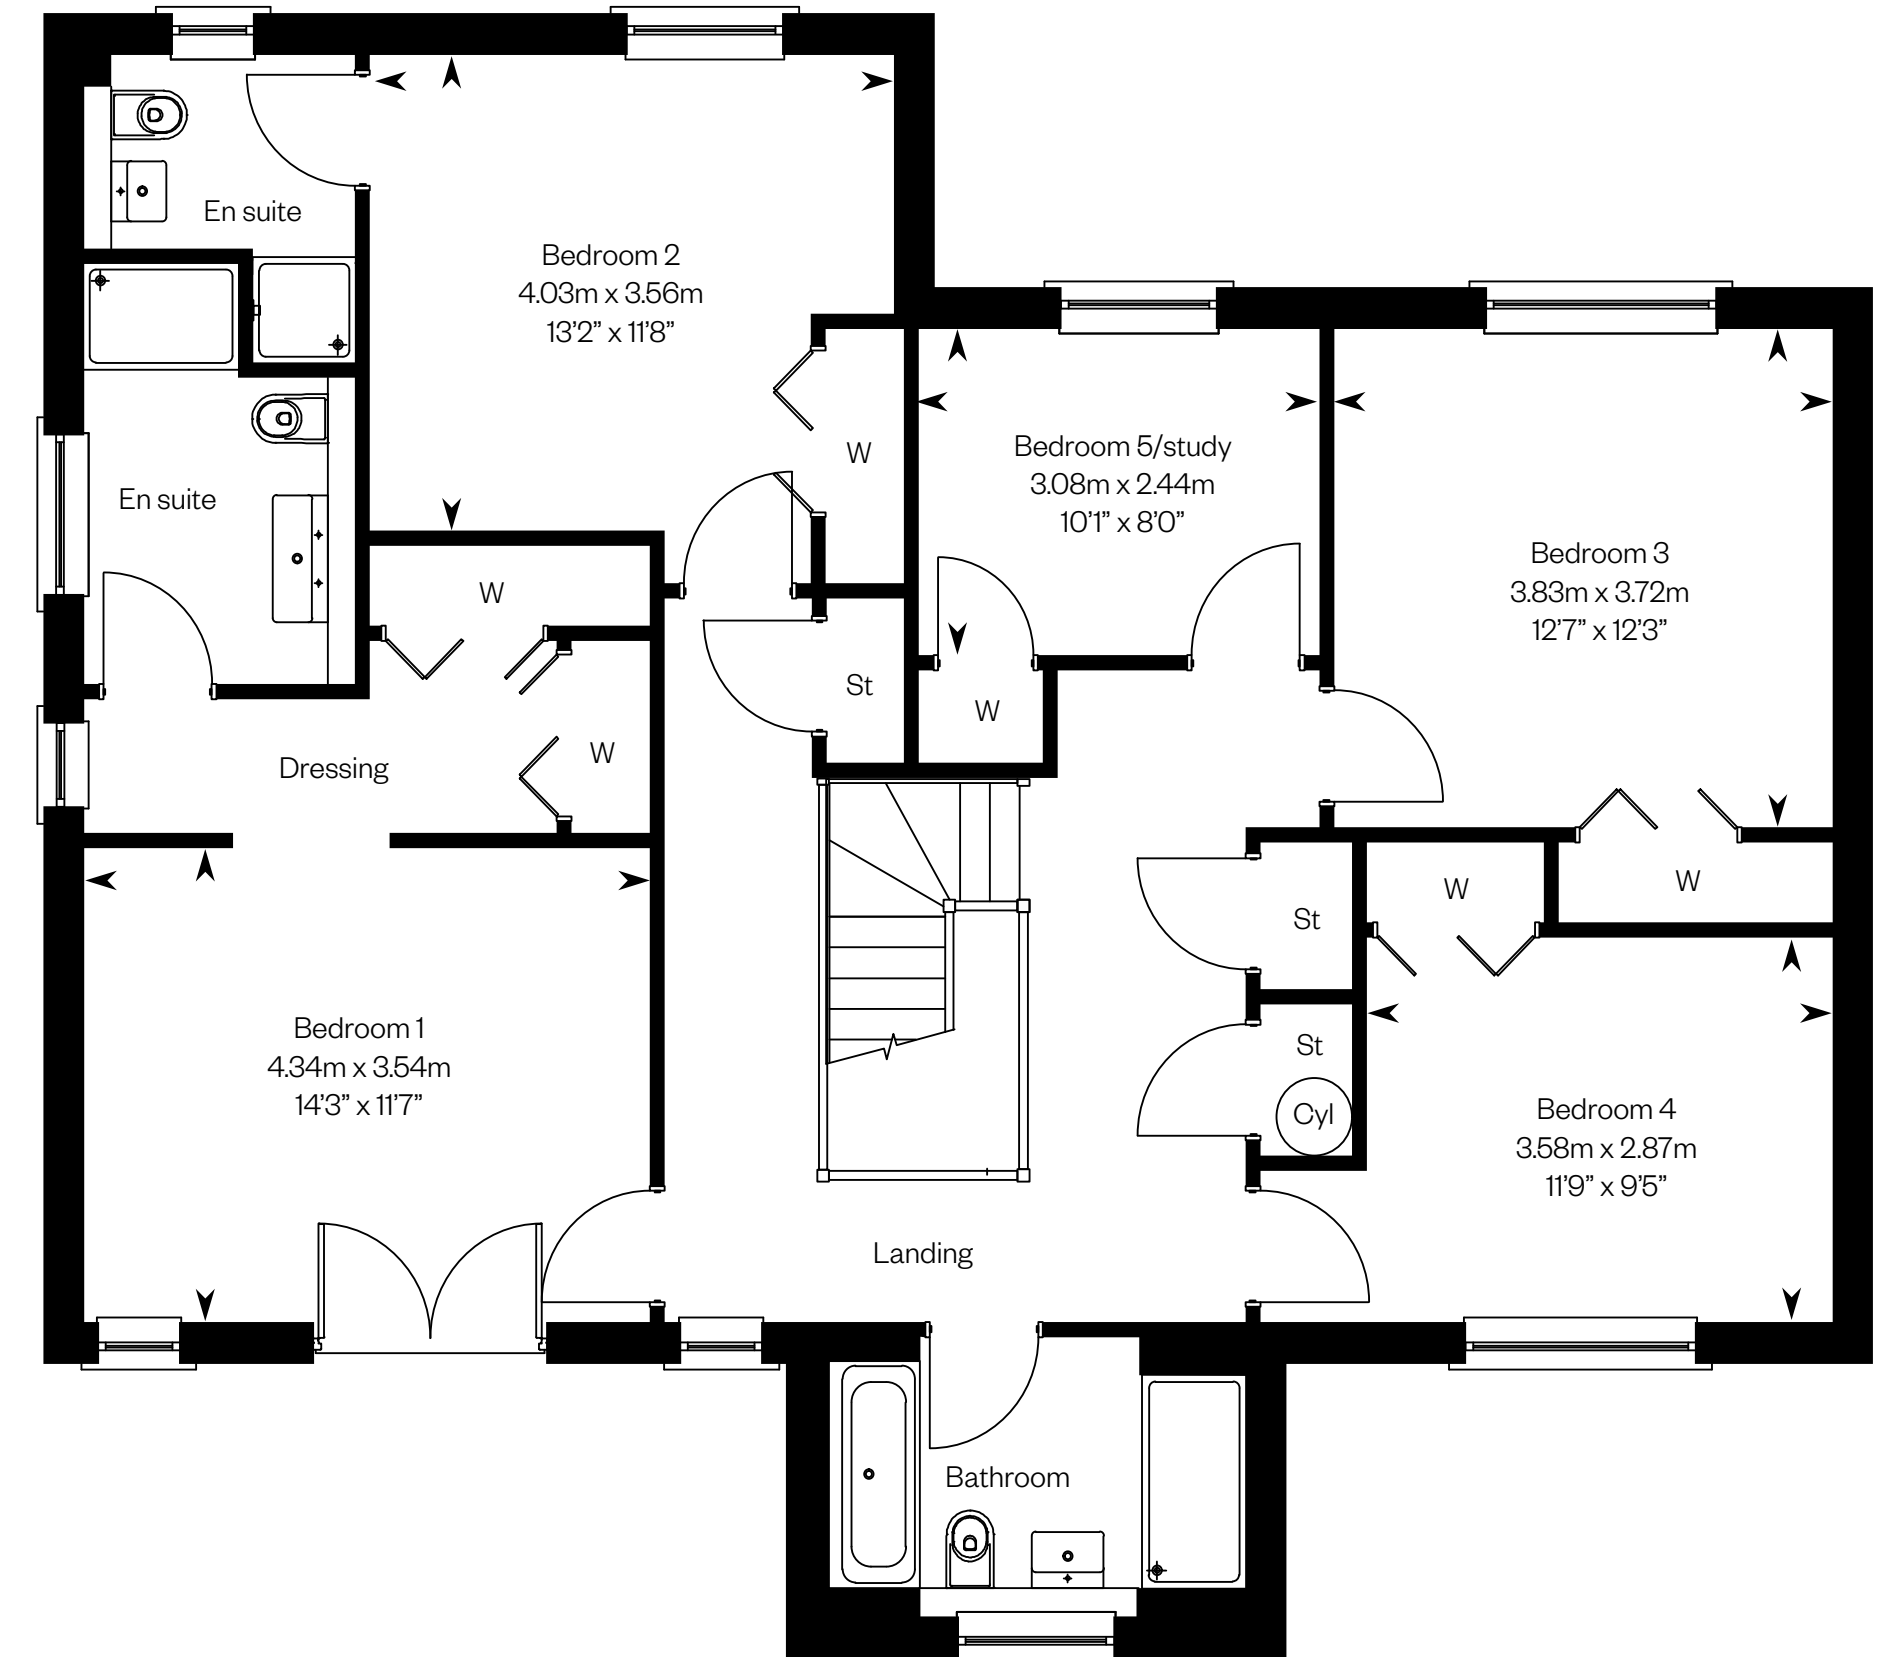 En suite
Bedroom 2
4.03m x 3.56m
13’2” x 11’8”
W
Bedroom 5/study
3.08m x 2.44m
10’1” x 8’0”
En suite
Bedroom 3
3.83m x 3.72m
12’7” x 12’3”
W
St
W
W
Dressing
W
W
St
Bedroom 1
4.34m x 3.54m
14’3” x 11’7”
St
Cyl
Bedroom 4
3.58m x 2.87m
11’9” x 9’5”
Landing
Bathroom